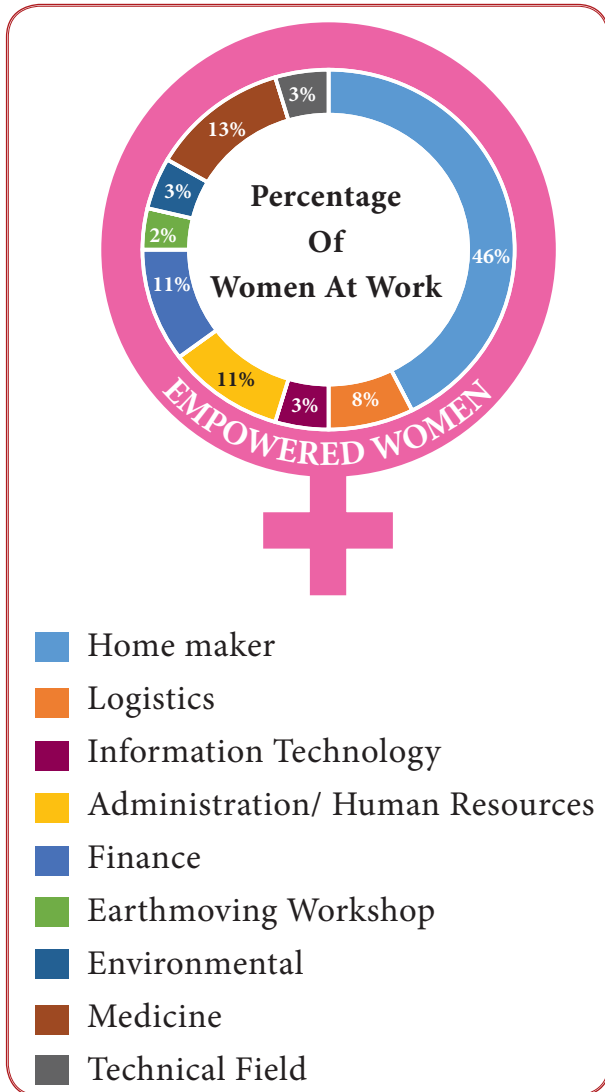 3%
13%
3%
2%
11%
11%
3%
8%
46%
Percentage
Of
Women At Work
EMPOWERED WOMEN
Home maker
Logistics
Information Technology
Administration/ Human Resources
Finance
Earthmoving Workshop
Environmental
Medicine
Technical Field